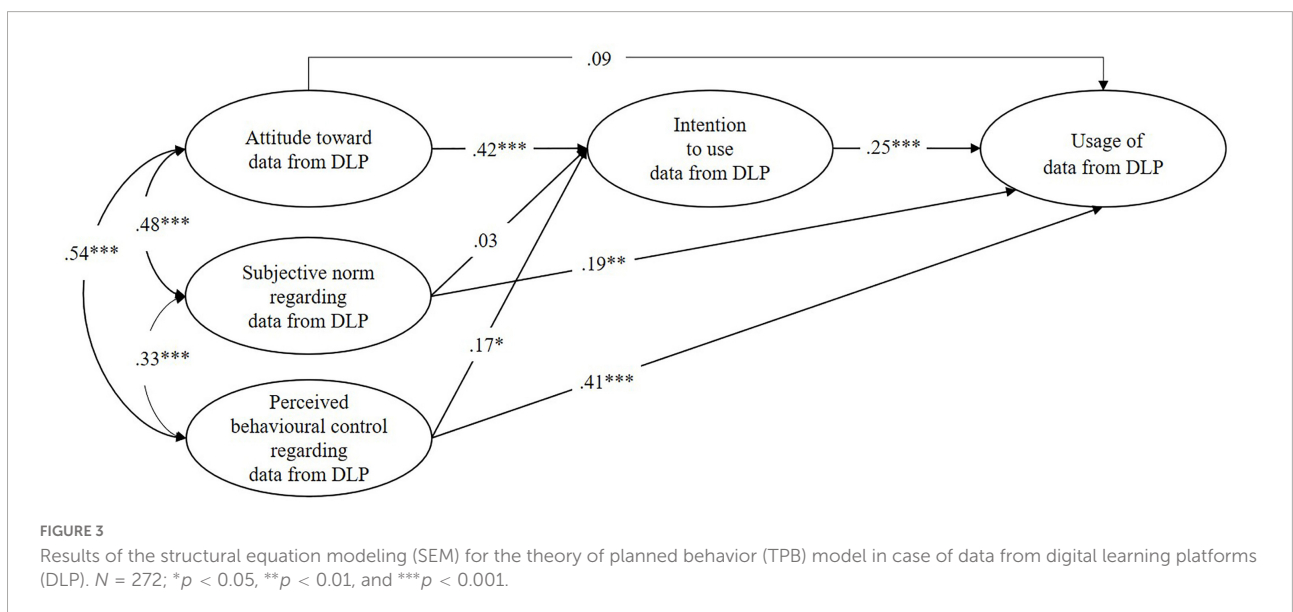 .09
Attitude toward
data from DLP
.42***
Intention
to use
data from DLP
.25***
Usage of
data from DLP
.48***
.54***
.03
Subjective norm
regarding
data from DLP
.19**
.33***
.17*
.41***
Perceived
behavioural control
regarding
data from DLP
FIGURE 3
Results of the structural equation modeling (SEM) for the theory of planned behavior (TPB) model in case of data from digital learning platforms
(DLP). N = 272; *p < 0.05, **p < 0.01, and ***p < 0.001.